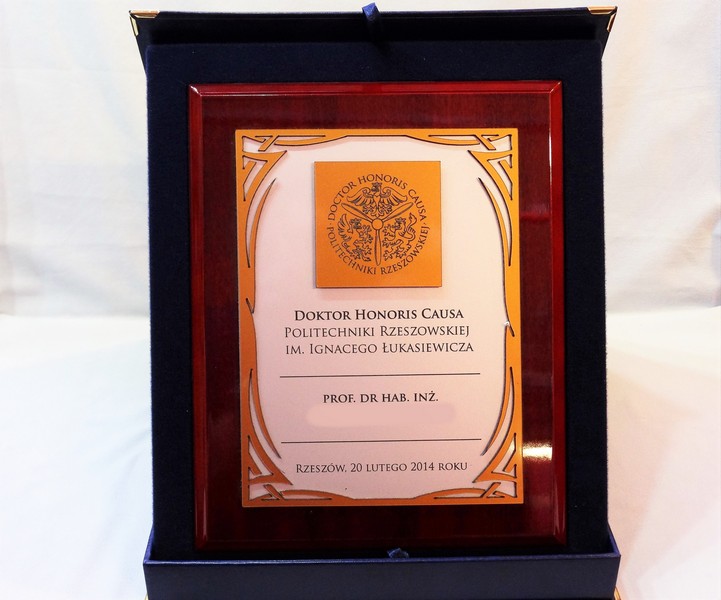 DOCTOR HONORIS CAUSA
POLITECHNIKI RZESZOWSKIEJ
DOKTOR HONORIS CAUSA
POLITECHNIKI RZESZOWSKIEJ
IM. IGNACEGO ŁUKASIEWICZA
PROF. DR HAB. INŻ.
RZESZÓW, 20 LUTEGO 2014 ROKU